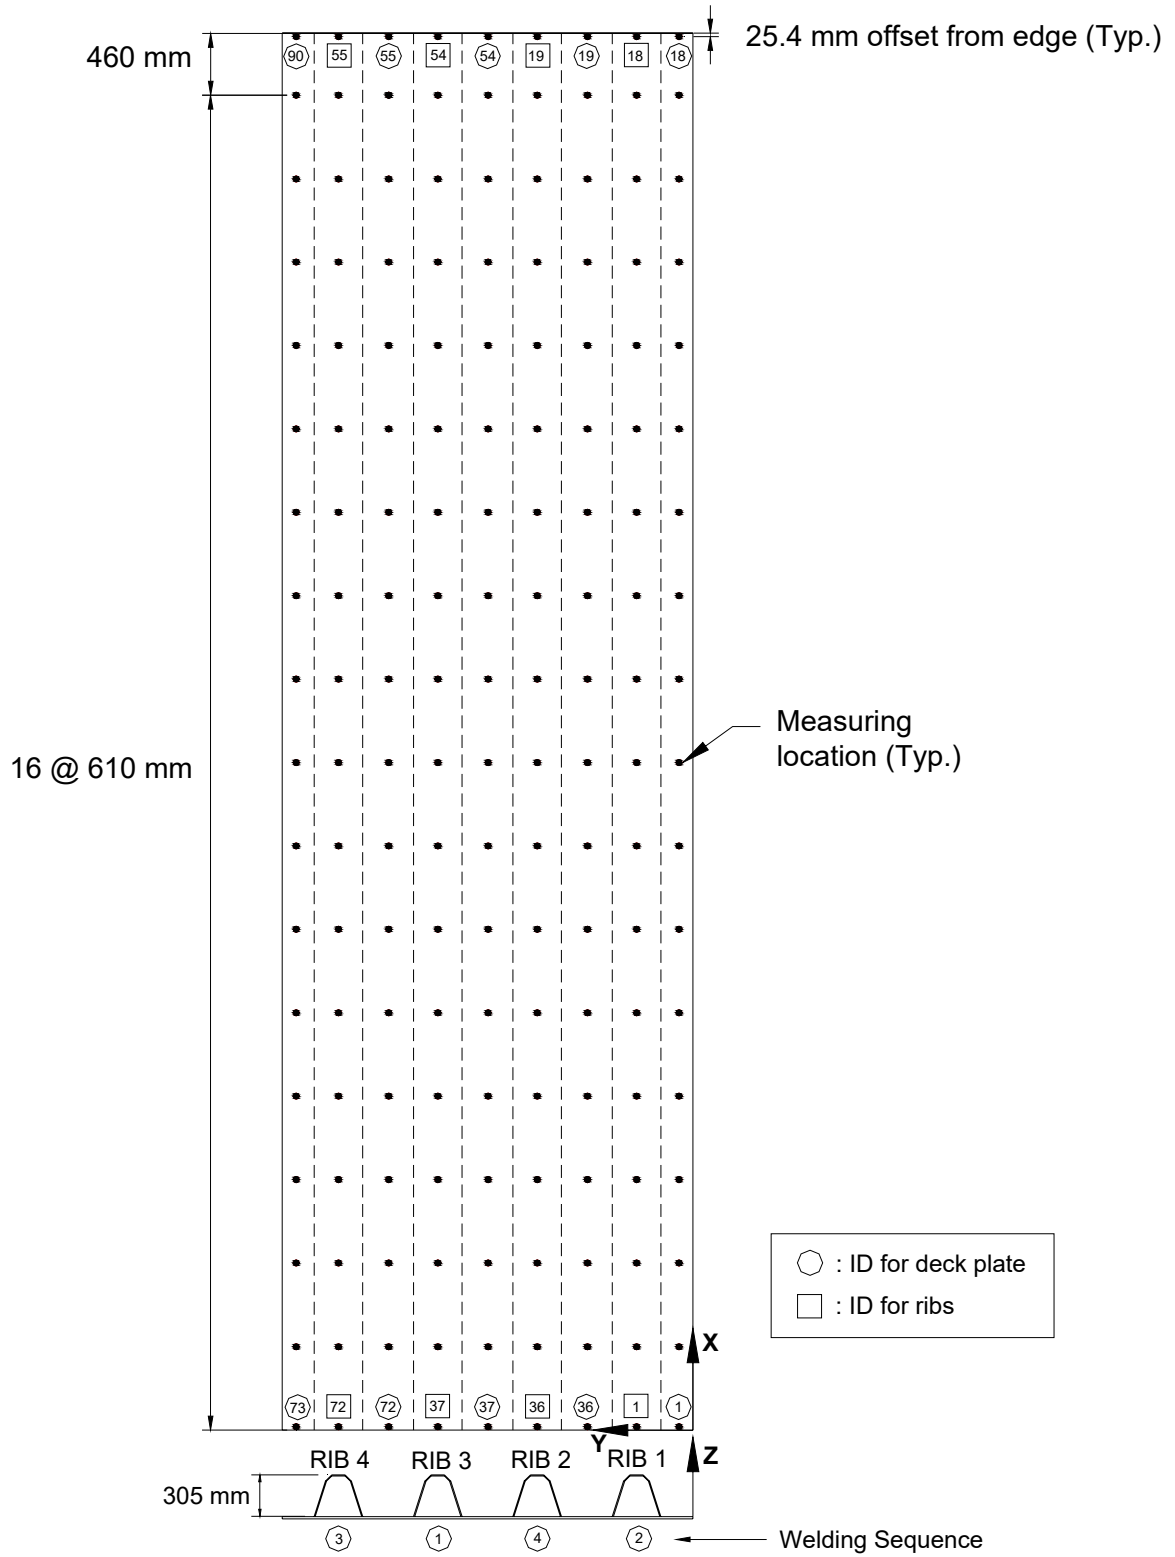 25.4 mm offset from edge (Typ.)
460 mm
90 55 55 54 54 19 19 18 18
Measuring
location (Typ.)
16 @ 610 mm
: ID for deck plate
: ID for ribs
X
73 72 72 37 37 36 36 1 1
Y
Z
RIB 4 RIB 3 RIB 2 RIB 1
305 mm
3 1 4 2
Welding Sequence